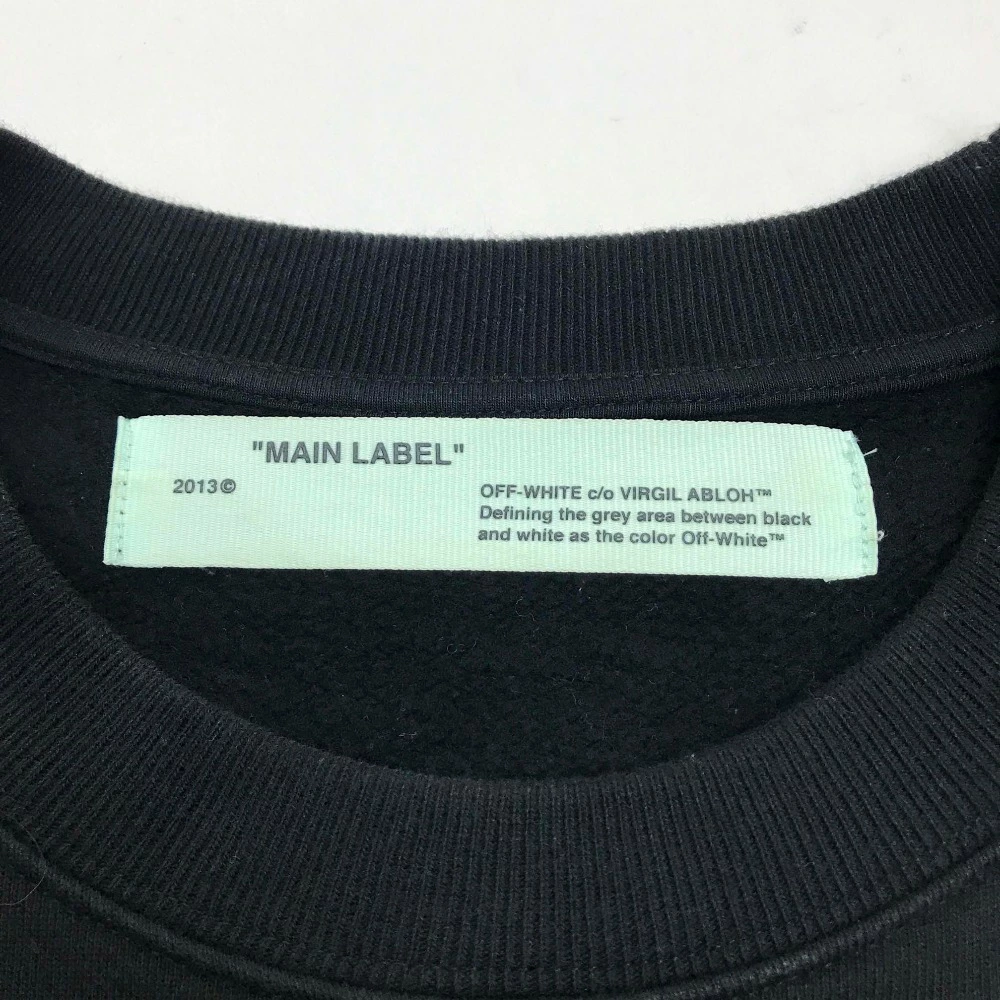 "MAIN LABEL"
2013©
OFF-WHITE c/o VIRGIL ABLOH™
Defining the grey area between black
and white as the color Off-White™